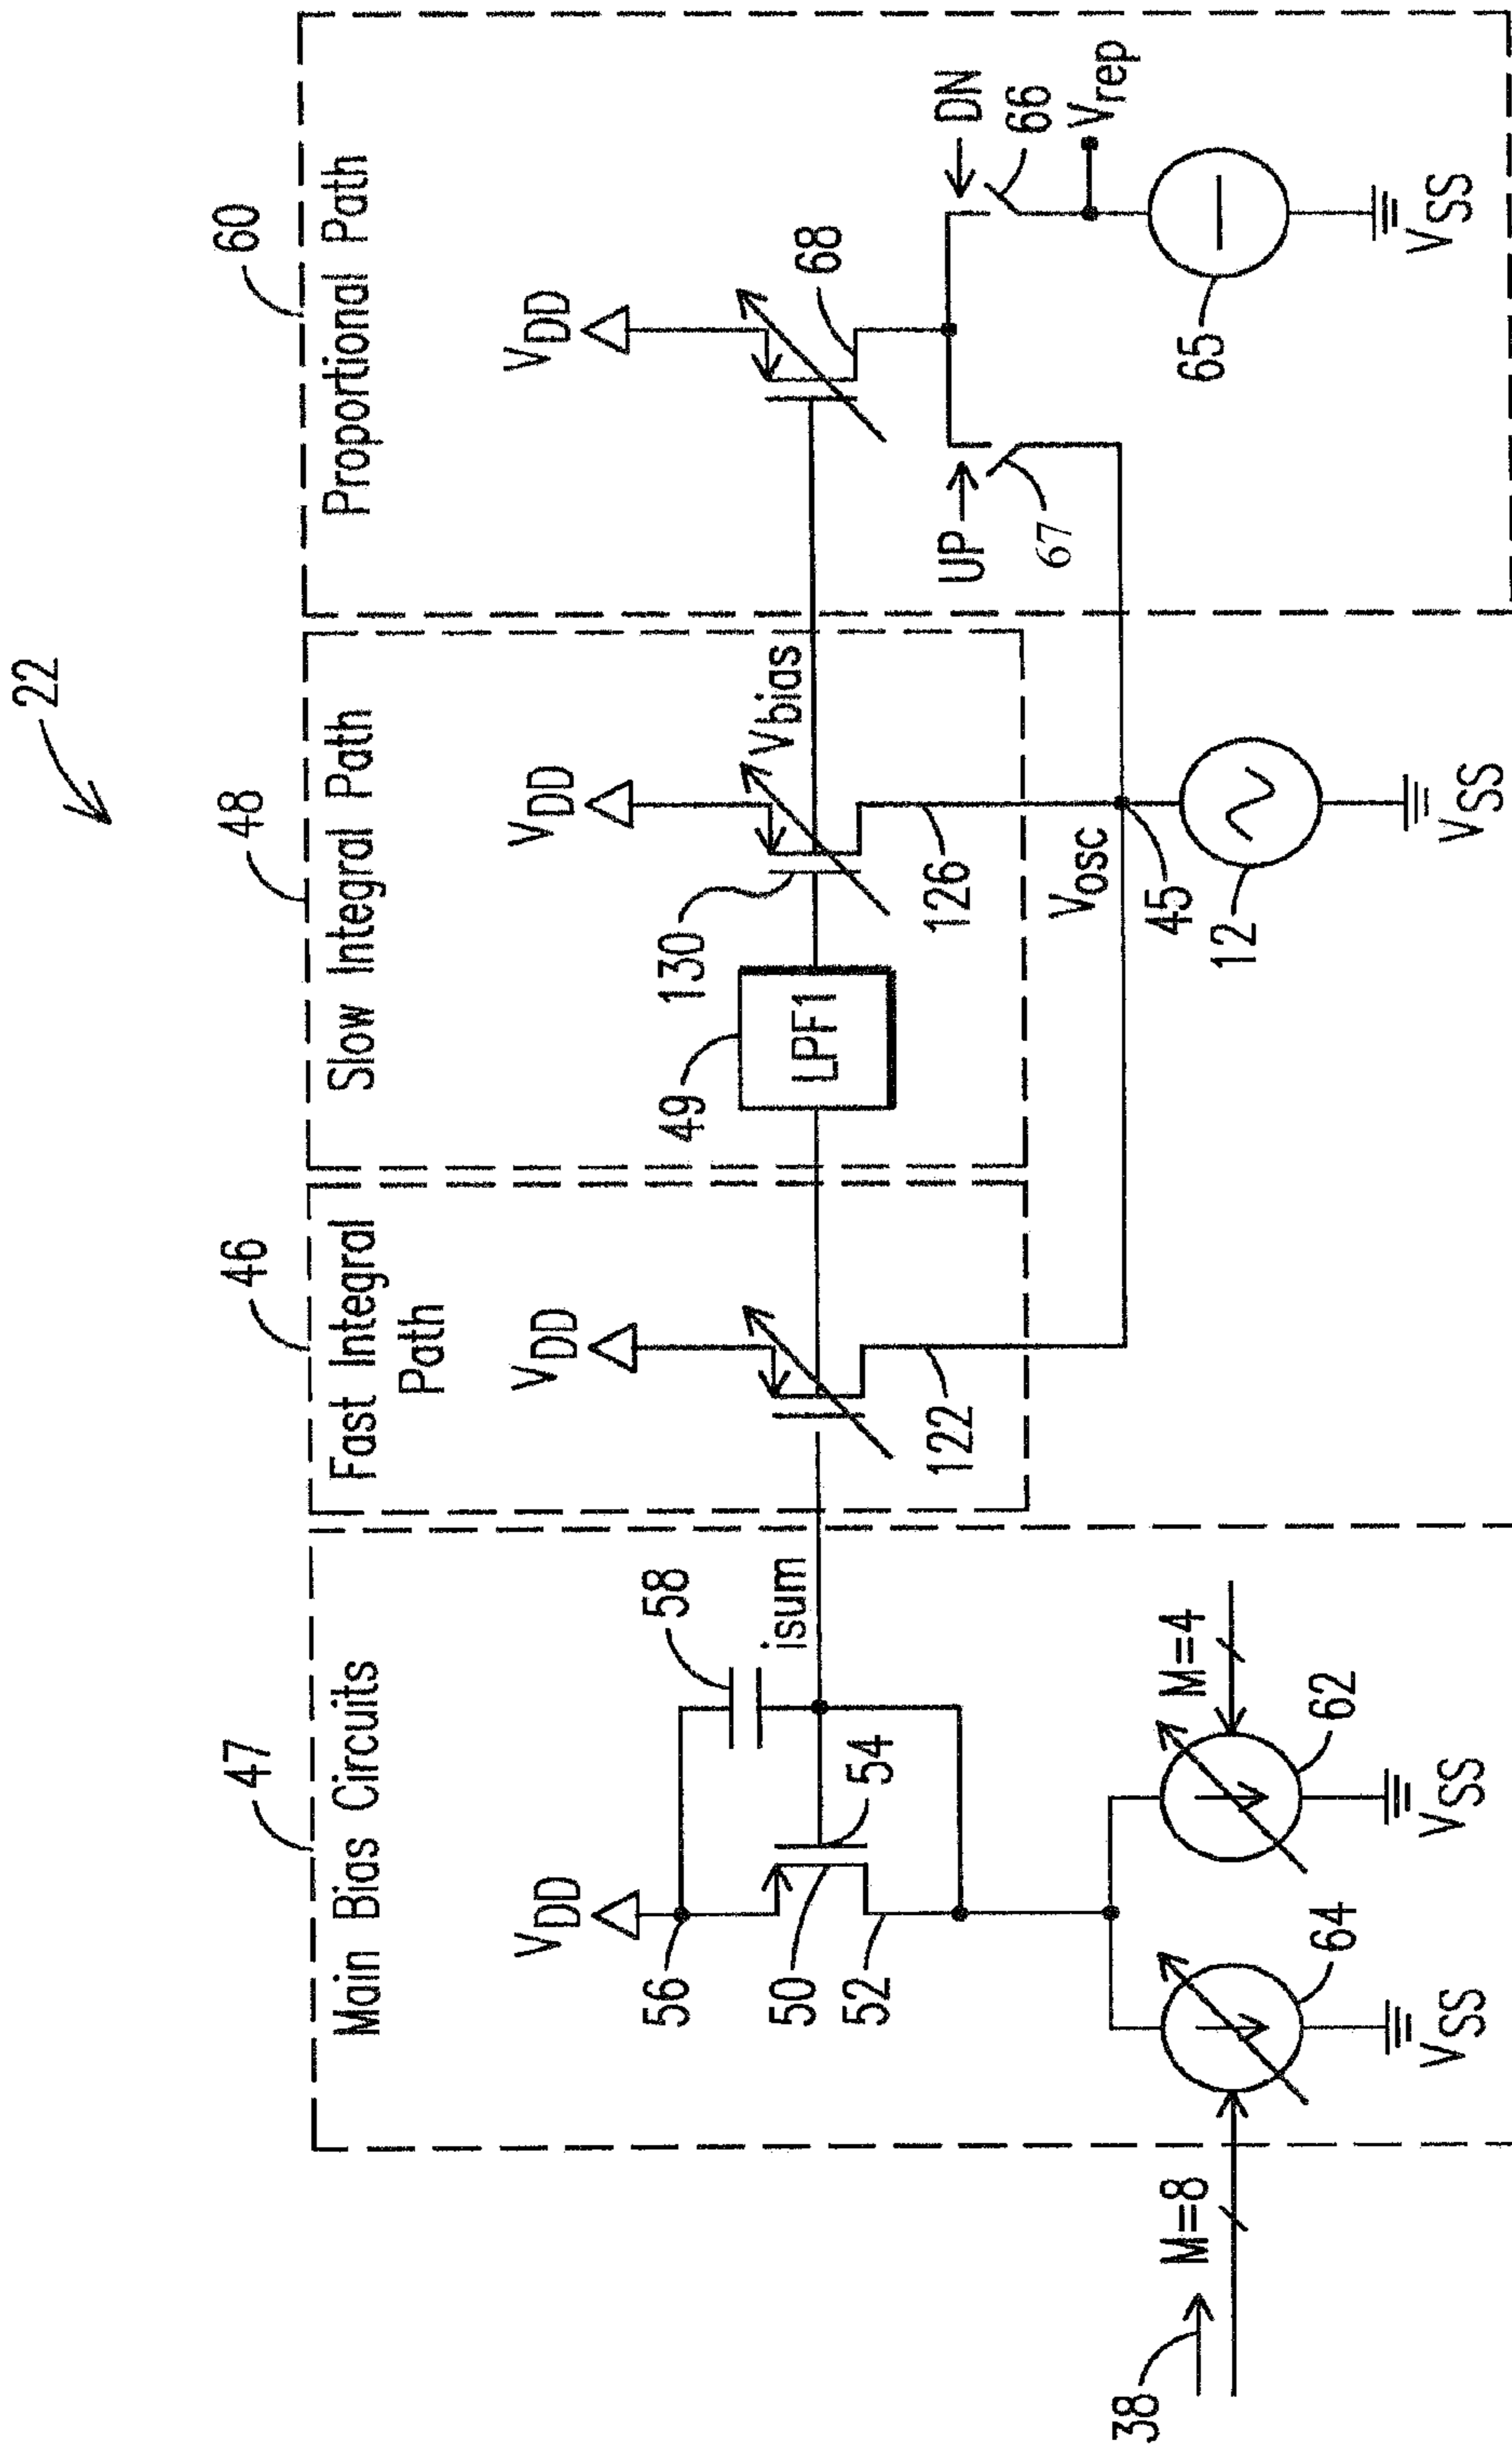 22
47
Main Bias Circuits
46
Fast Integral
Path
48
Slow Integral Path
60
Proportional Path
VDD
56
50
52
54
58
isum
VDD
122
49
LPF1
130
VDD
Vbias
126
VDD
68
UP
67
DN
66
Vrep
65
VSS
Vosc
45
12
VSS
38
M=8
64
VSS
M=4
62
VSS